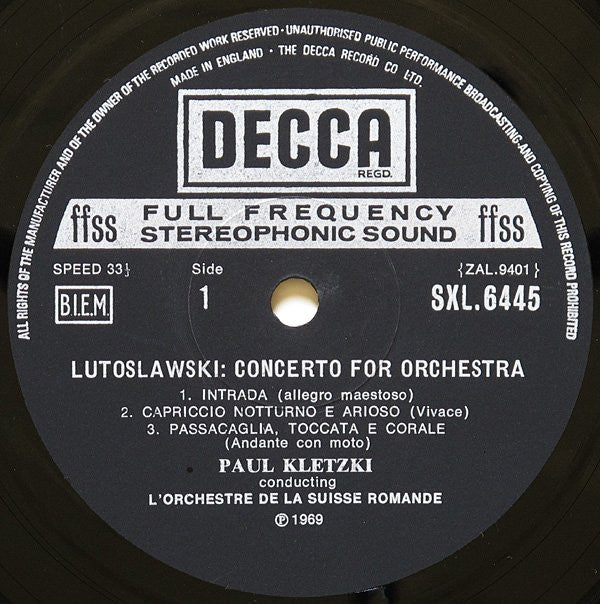 ALL RIGHTS OF THE MANUFACTURER AND OF THE OWNER OF THE RECORDED WORK RESERVED · UNAUTHORISED PUBLIC PERFORMANCE BROADCASTING AND COPYING OF THIS RECORD PROHIBITED
MADE IN ENGLAND · THE DECCA RECORD CO LTD.
DECCA
REGD.
ffss FULL FREQUENCY STEREOPHONIC SOUND ffss
SPEED 33⅓ Side 1 {ZAL.9401}
B.I.E.M. SXL.6445
LUTOSLAWSKI: CONCERTO FOR ORCHESTRA
1. INTRADA (allegro maestoso)
2. CAPRICCIO NOTTURNO E ARIOSO (Vivace)
3. PASSACAGLIA, TOCCATA E CORALE
(Andante con moto)
PAUL KLETZKI
conducting
L'ORCHESTRE DE LA SUISSE ROMANDE
Ⓟ 1969